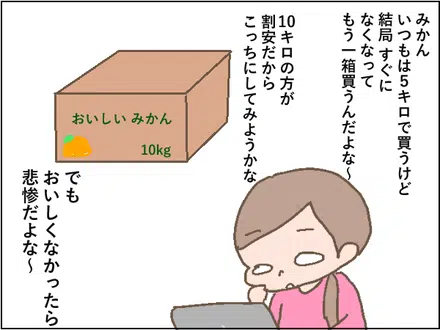 みかん
いつもは5キロで買うけど
結局 すぐに
なくなって
もう一箱買うんだよな〜
10キロの方が
割安だから
こっちにしてみようかな
おいしい みかん
10kg
でも
おいしくなかったら
悲惨だよな〜